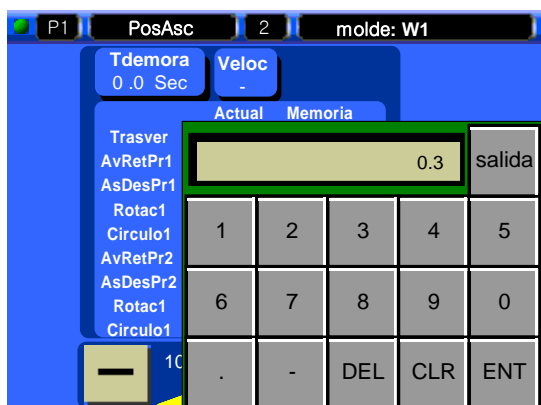 P1 PosAsc 2 molde: W1
Tdemora Veloc
0 .0 Sec -
Actual Memoria
Trasver
AvRetPr1
AsDesPr1
Rotac1
Circulo1
AvRetPr2
AsDesPr2
Rotac1
Circulo1
0.3 salida
1 2 3 4 5
6 7 8 9 0
. - DEL CLR ENT
10